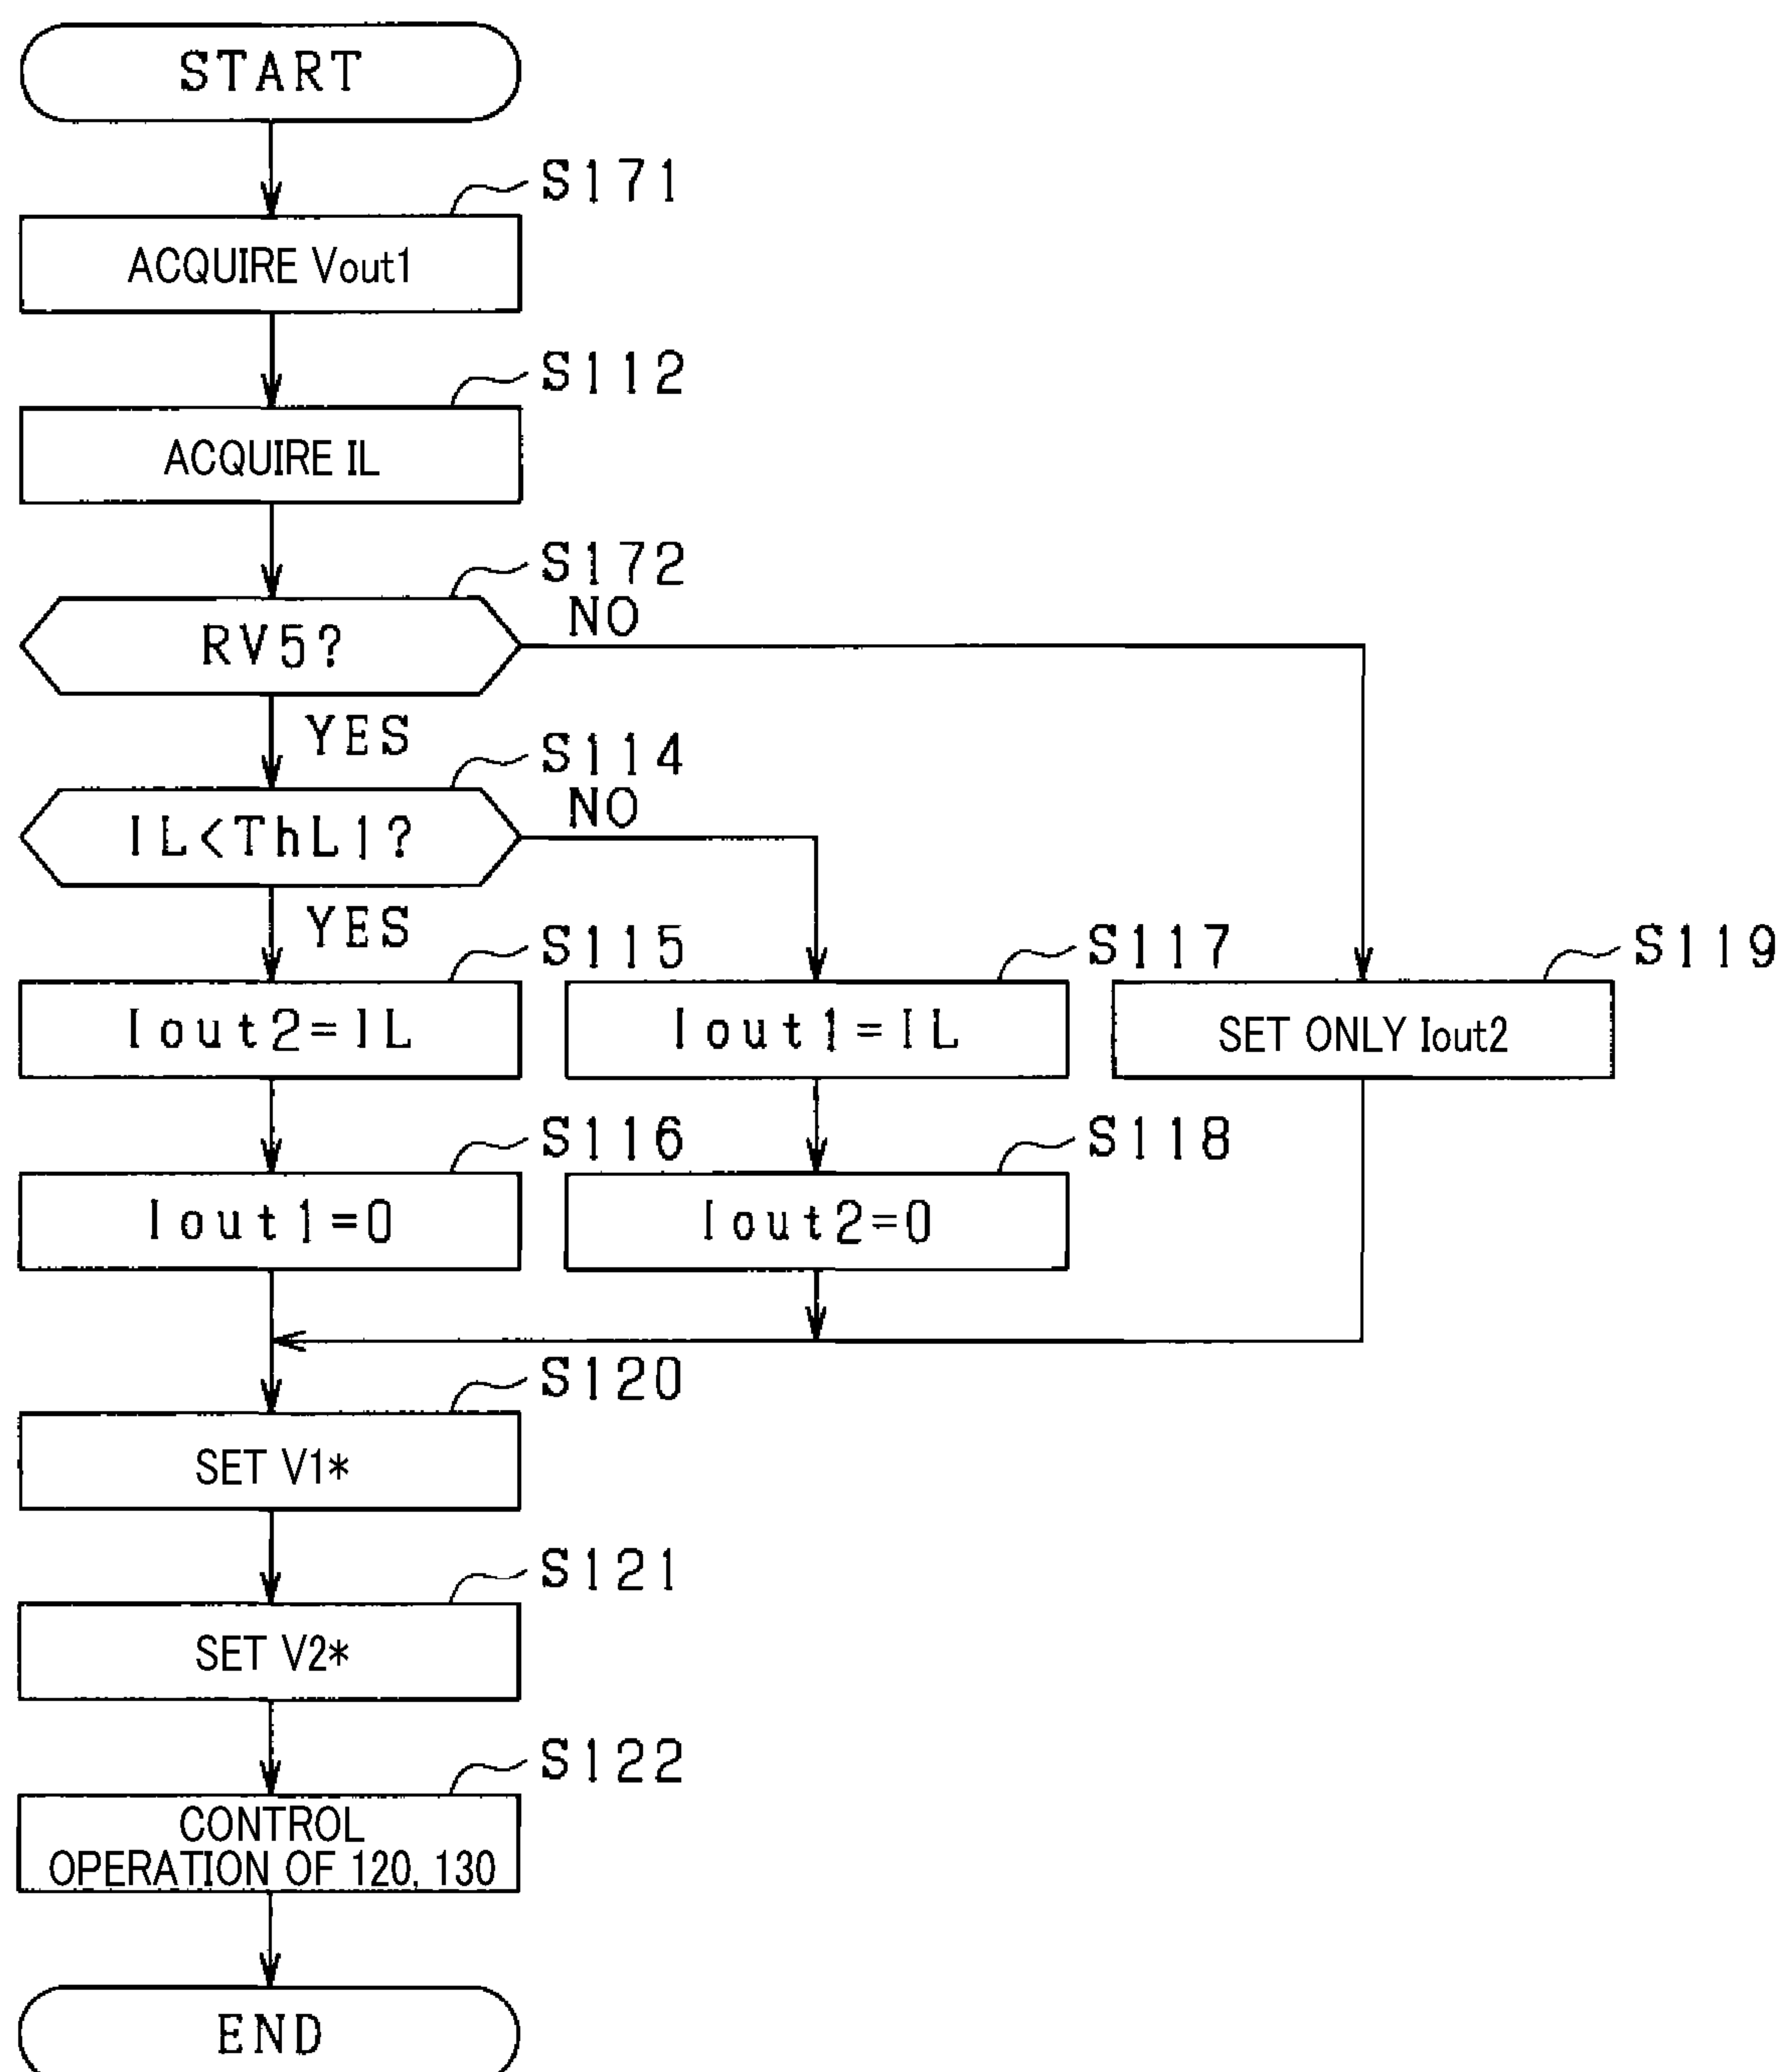 START
S171
ACQUIRE Vout1
S112
ACQUIRE IL
S172
RV5?
NO
YES
S114
IL<ThL1?
NO
YES
S115
Iout2=IL
S117
Iout1=IL
S119
SET ONLY Iout2
S116
Iout1=0
S118
Iout2=0
S120
SET V1*
S121
SET V2*
S122
CONTROL
OPERATION OF 120, 130
END